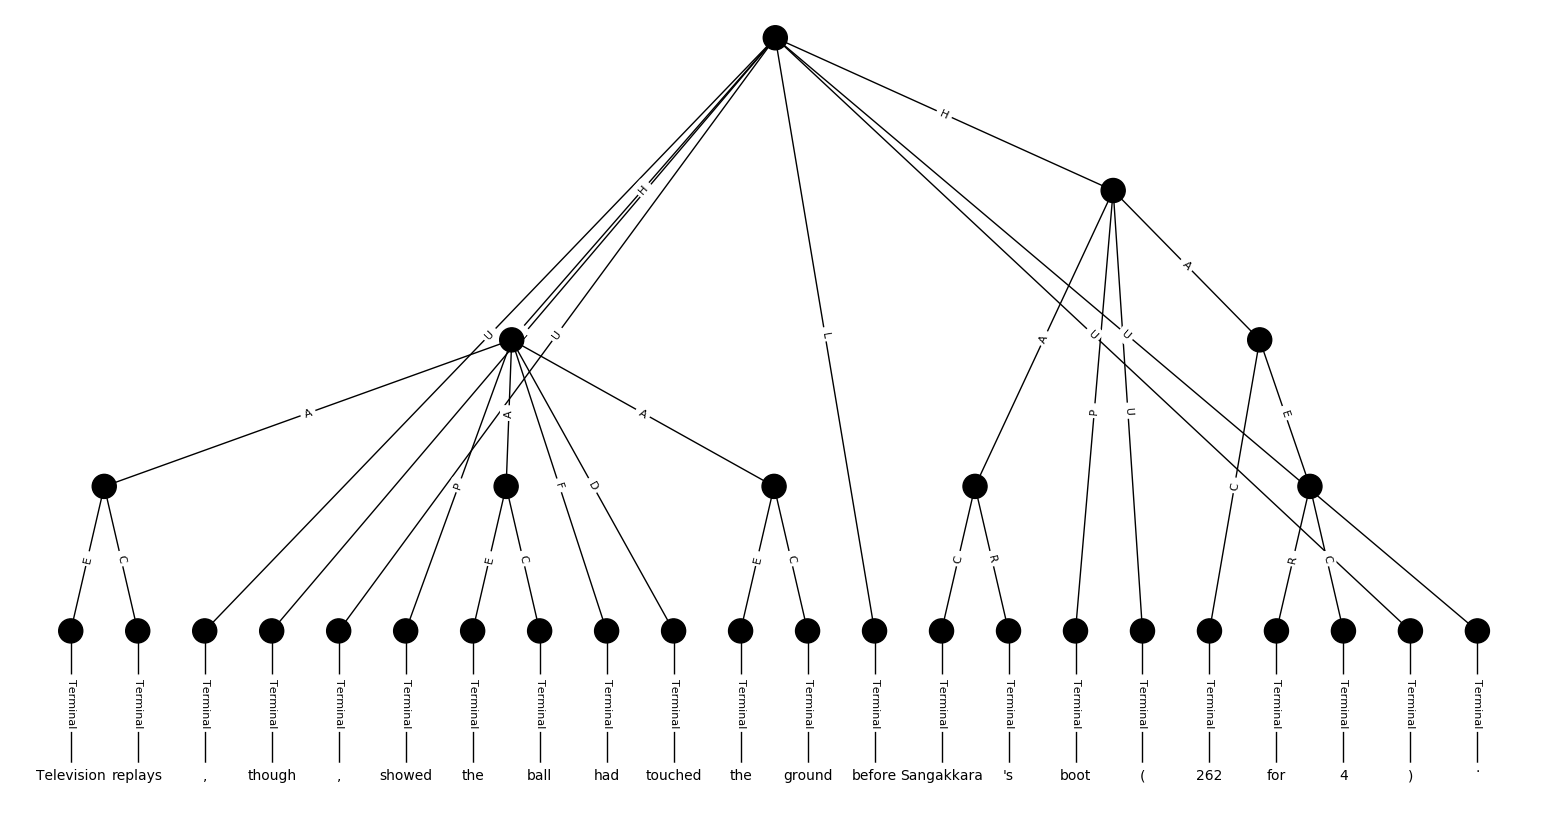 H
H
U
U
L
U
U
A
A
A
A
A
P
U
P
F
D
C
E
E
C
E
C
E
C
C
R
R
C
Terminal Terminal Terminal Terminal Terminal Terminal Terminal Terminal Terminal Terminal Terminal Terminal Terminal Terminal Terminal Terminal Terminal Terminal Terminal Terminal Terminal Terminal
Television replays , though , showed the ball had touched the ground before Sangakkara 's boot ( 262 for 4 ) .